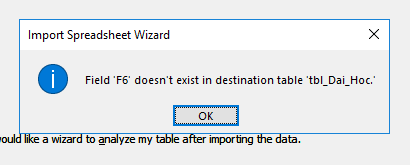 Import Spreadsheet Wizard
Field 'F6' doesn't exist in destination table 'tbl_Dai_Hoc.'
OK
would like a wizard to analyze my table after importing the data.